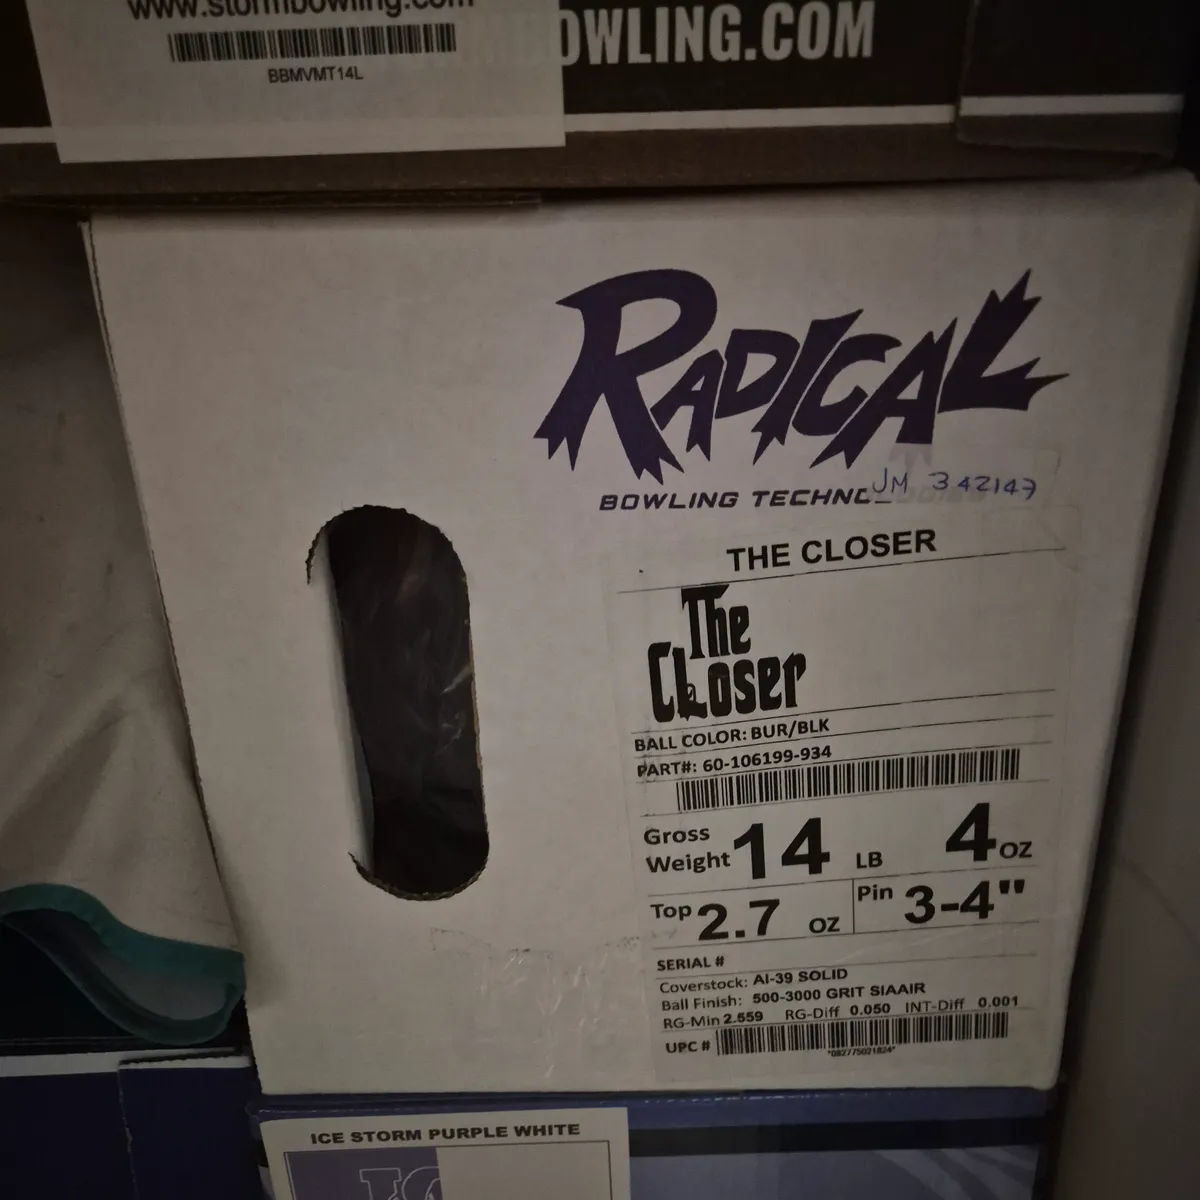 www.stormbowling.com
BBMVMT14L
BOWLING.COM
RADICAL
BOWLING TECHNO
JM 342147
THE CLOSER
The
Closer
BALL COLOR: BUR/BLK
PART#: 60-106199-934
Gross
Weight 14 LB 4 OZ
Top 2.7 OZ Pin 3-4"
SERIAL #
Coverstock: AI-39 SOLID
Ball Finish: 500-3000 GRIT SIAAIR
RG-Min 2.559 RG-Diff 0.050 INT-Diff 0.001
UPC #
*082775021824*
ICE STORM PURPLE WHITE